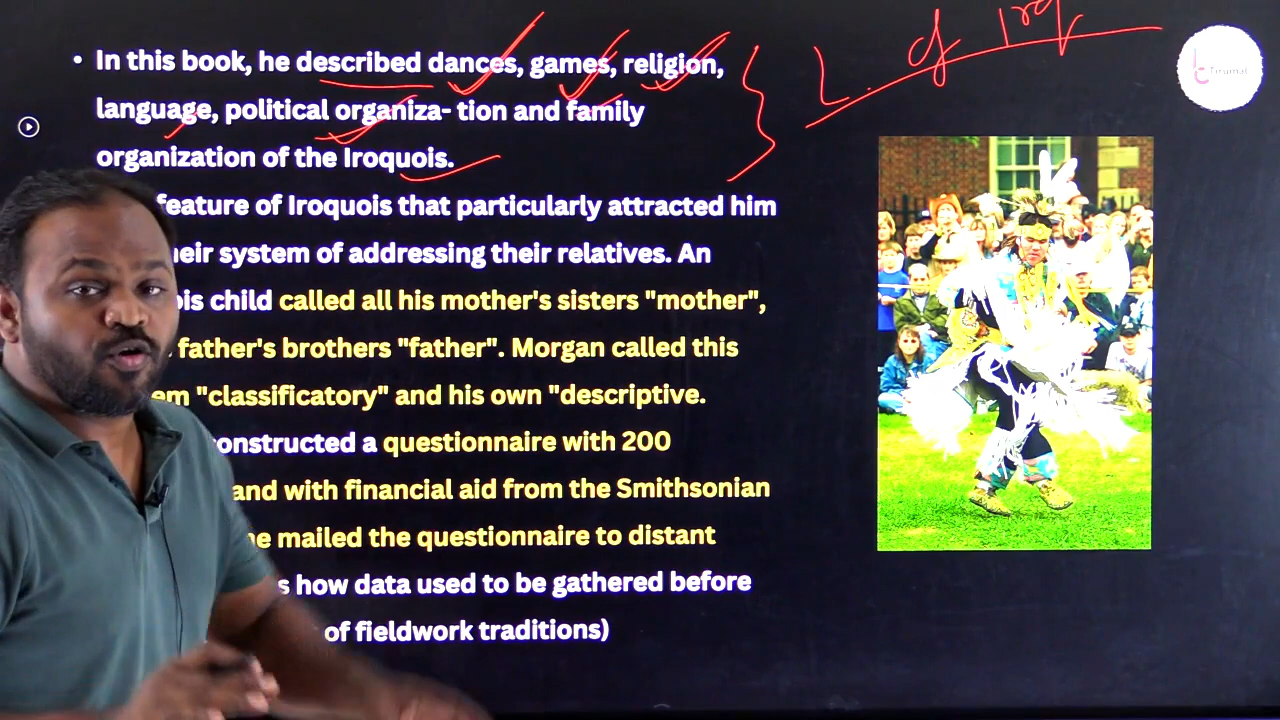 L. of Irq
Tirumal
• In this book, he described dances, games, religion,
language, political organiza- tion and family
organization of the Iroquois.
feature of Iroquois that particularly attracted him
heir system of addressing their relatives. An
ois child called all his mother's sisters "mother",
father's brothers "father". Morgan called this
em "classificatory" and his own "descriptive.
constructed a questionnaire with 200
and with financial aid from the Smithsonian
he mailed the questionnaire to distant
s how data used to be gathered before
of fieldwork traditions)